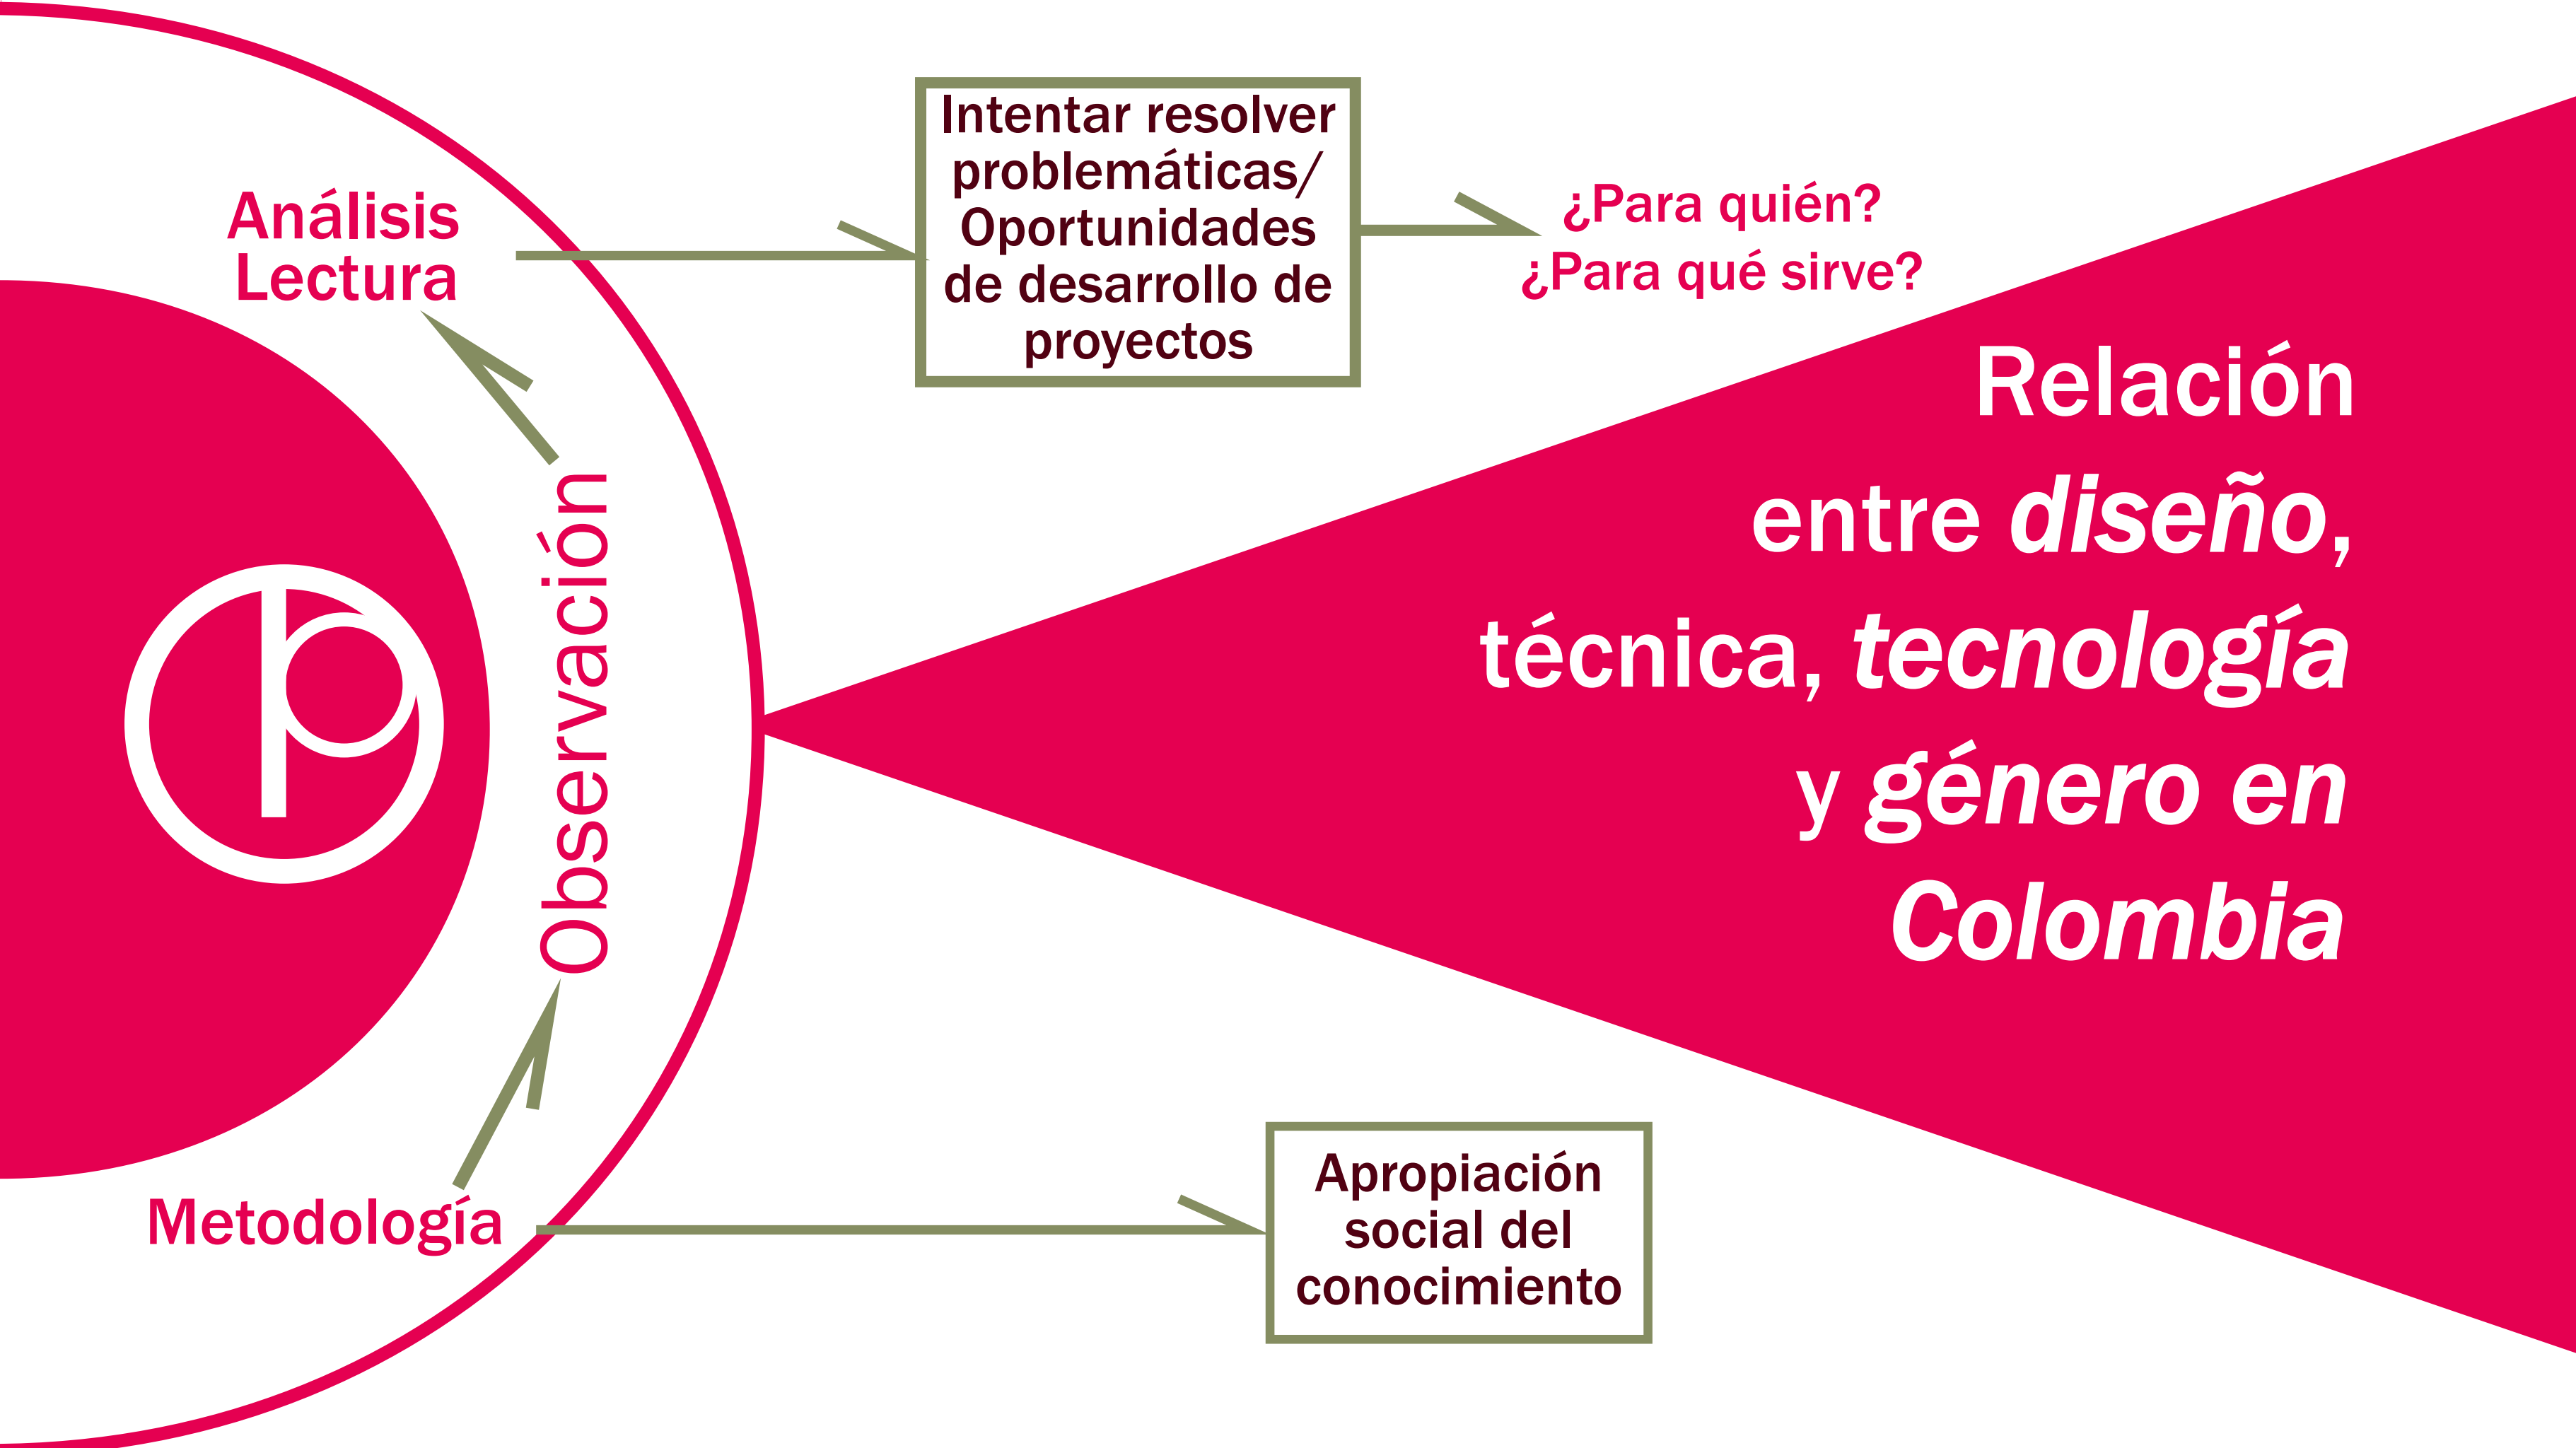 Análisis
Lectura
Observación
Metodología
Intentar resolver
problemáticas/
Oportunidades
de desarrollo de
proyectos
¿Para quién?
¿Para qué sirve?
Relación
entre diseño,
técnica, tecnología
y género en
Colombia
Apropiación
social del
conocimiento